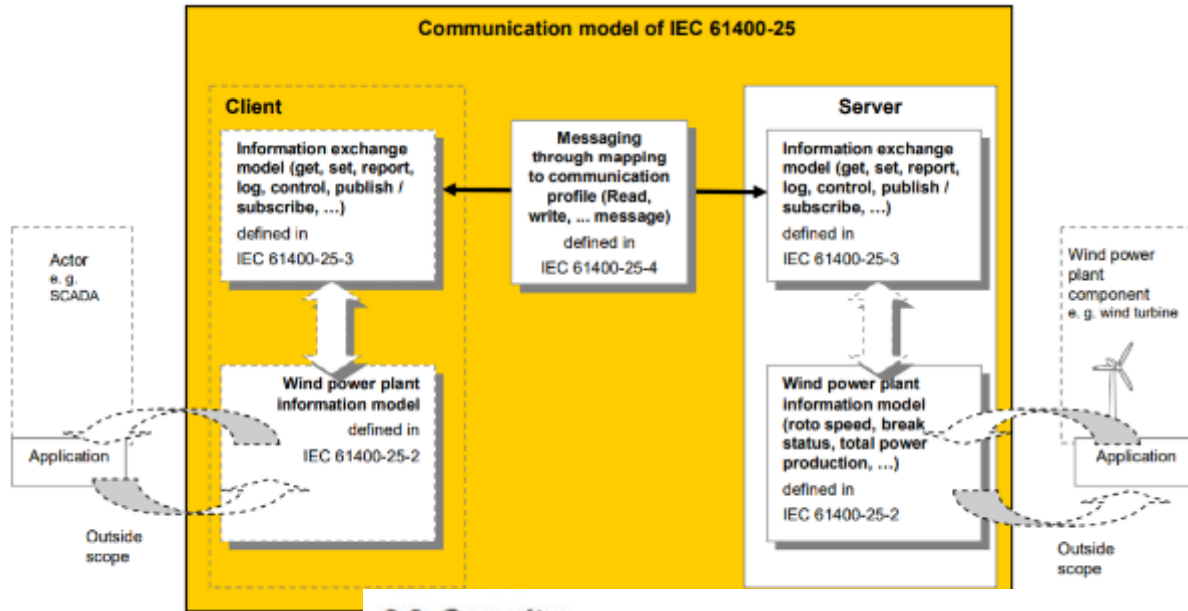 Communication model of IEC 61400-25
Client
Information exchange
model (get, set, report,
log, control, publish /
subscribe, ...)
defined in
IEC 61400-25-3
Messaging
through mapping
to communication
profile (Read,
write, ... message)
defined in
IEC 61400-25-4
Server
Information exchange
model (get, set, report,
log, control, publish /
subscribe, ...)
defined in
IEC 61400-25-3
Actor
e. g.
SCADA
Application
Outside
scope
Wind power plant
information model
defined in
IEC 61400-25-2
Wind power plant
information model
(roto speed, break
status, total power
production, ...)
defined in
IEC 61400-25-2
Wind power
plant
component
e. g. wind turbine
Application
Outside
scope